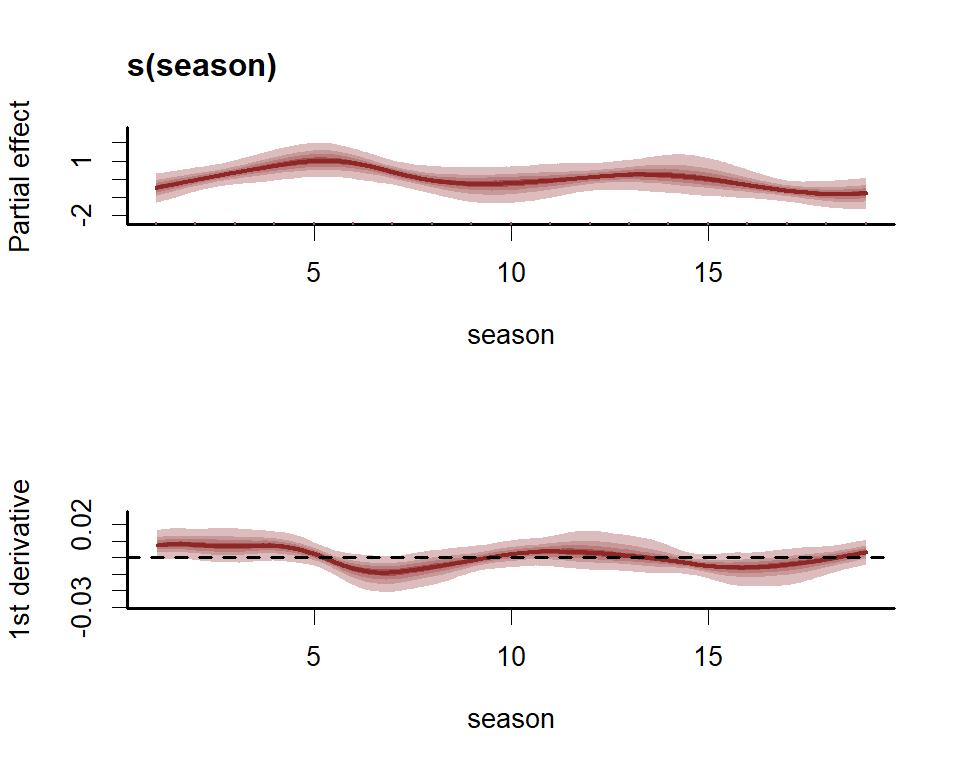 s(season)
Partial effect
1
-2
5 10 15
season
1st derivative
0.02
-0.03
5 10 15
season